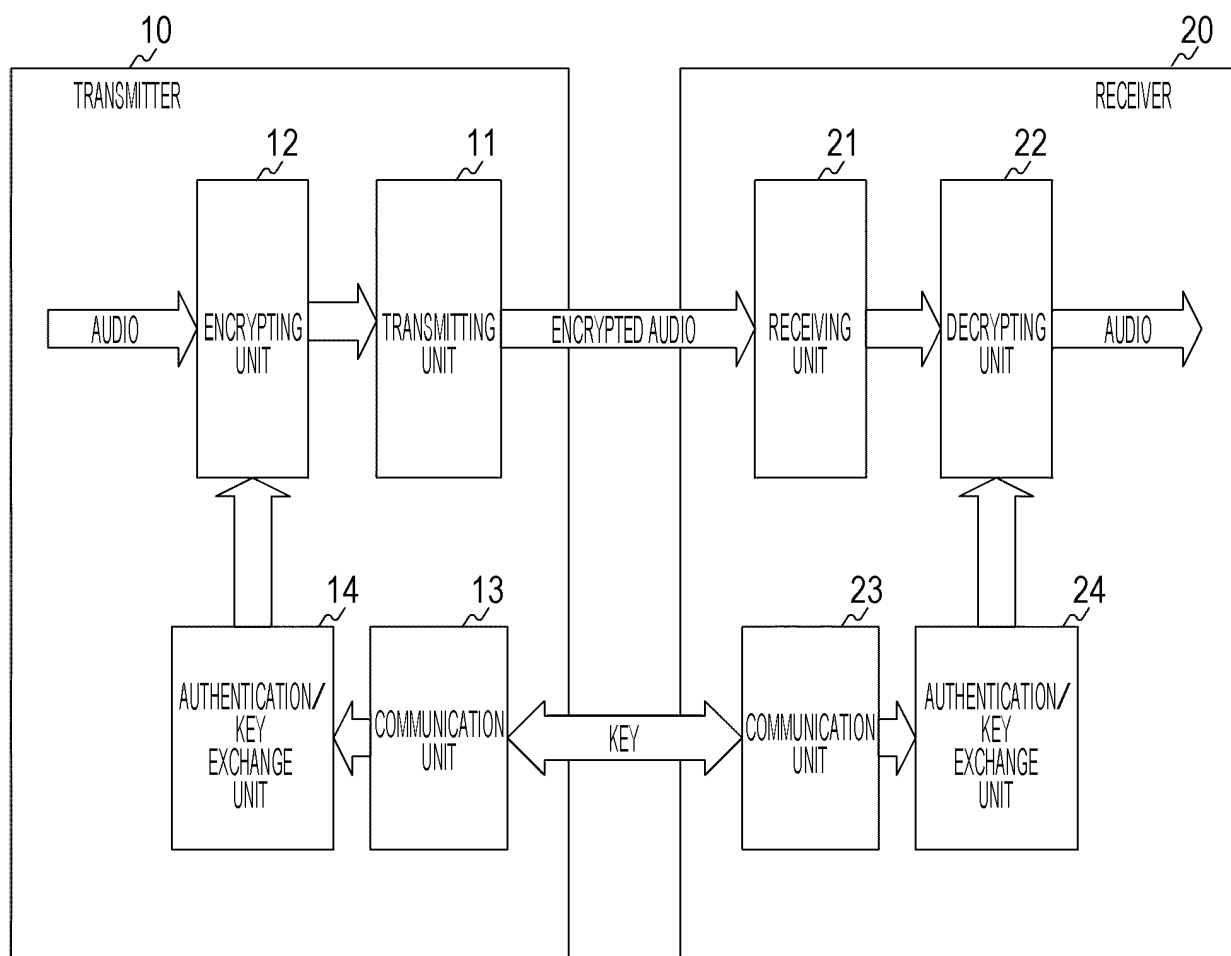 10
20
TRANSMITTER
RECEIVER
12
11
21
22
AUDIO
ENCRYPTING
UNIT
TRANSMITTING
UNIT
ENCRYPTED AUDIO
RECEIVING
UNIT
DECRYPTING
UNIT
AUDIO
14
13
23
24
AUTHENTICATION/
KEY
EXCHANGE
UNIT
COMMUNICATION
UNIT
KEY
COMMUNICATION
UNIT
AUTHENTICATION/
KEY
EXCHANGE
UNIT